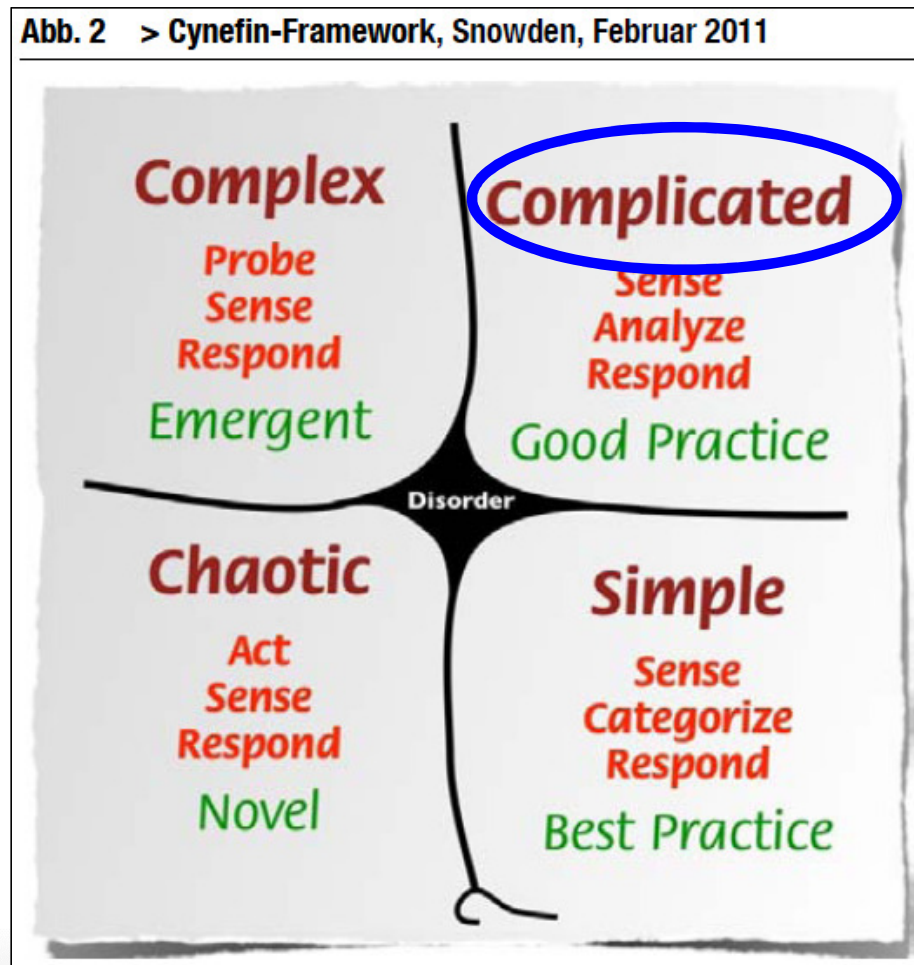 Abb. 2 > Cynefin-Framework, Snowden, Februar 2011
Complex
Probe
Sense
Respond
Emergent
Complicated
Sense
Analyze
Respond
Good Practice
Disorder
Chaotic
Act
Sense
Respond
Novel
Simple
Sense
Categorize
Respond
Best Practice